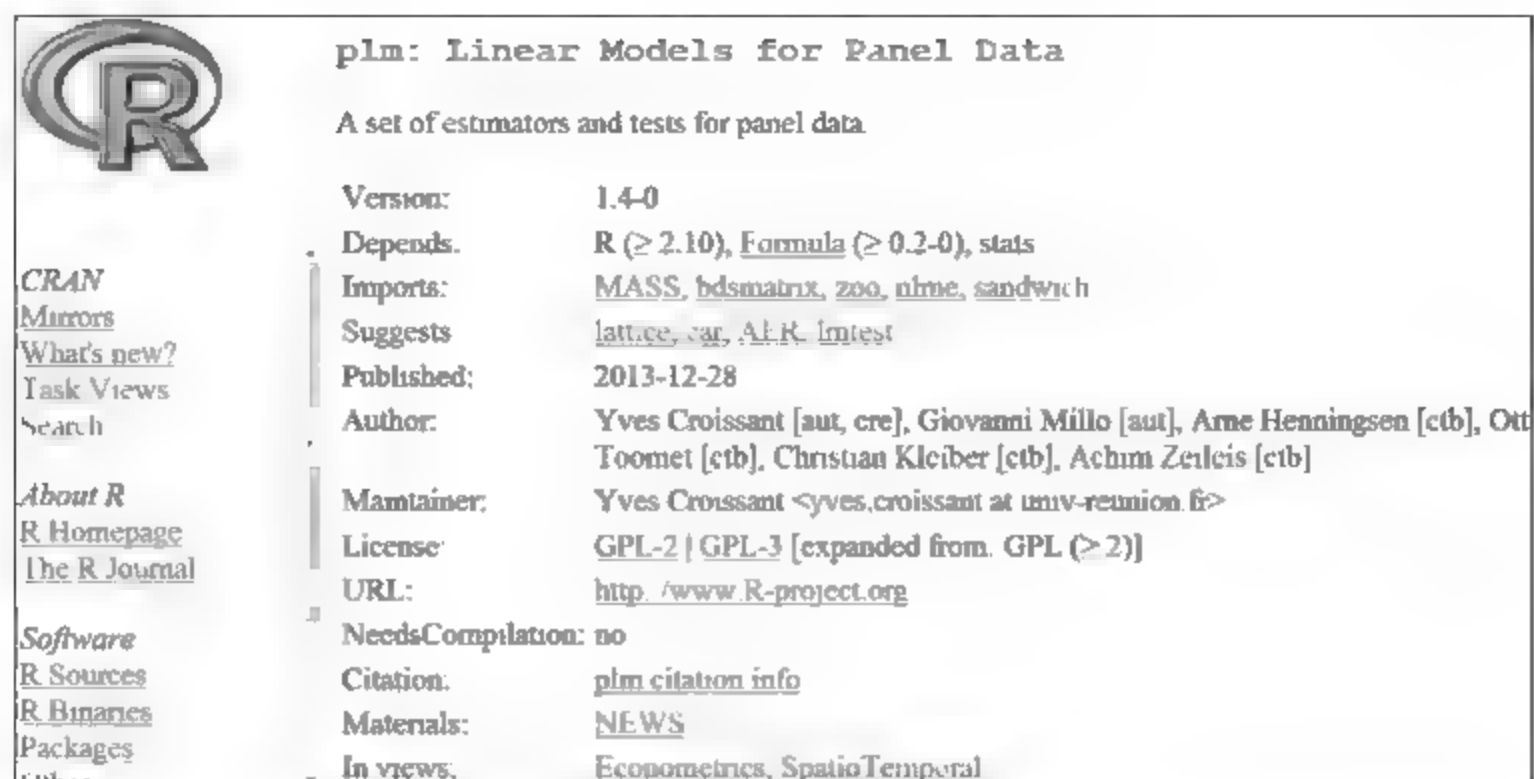 plm: Linear Models for Panel Data
A set of estimators and tests for panel data
Version: 1.4-0
Depends. R (≥ 2.10), Formula (≥ 0.2-0), stats
Imports: MASS, bdsmatrix, zoo, nlme, sandwich
Suggests lattice, car, AER, lmtest
Published: 2013-12-28
Author: Yves Croissant [aut, cre], Giovanni Millo [aut], Arne Henningsen [ctb], Ott
Toomet [ctb], Christian Kleiber [ctb], Achim Zeileis [ctb]
Maintainer: Yves Croissant <yves.croissant at univ-reunion.fr>
License: GPL-2 | GPL-3 [expanded from: GPL (≥ 2)]
URL: http://www.R-project.org
NeedsCompilation: no
Citation: plm citation info
Materials: NEWS
In views: Econometrics, SpatioTemporal
R
CRAN
Mirrors
What's new?
Task Views
Search
About R
R Homepage
The R Journal
Software
R Sources
R Binaries
Packages